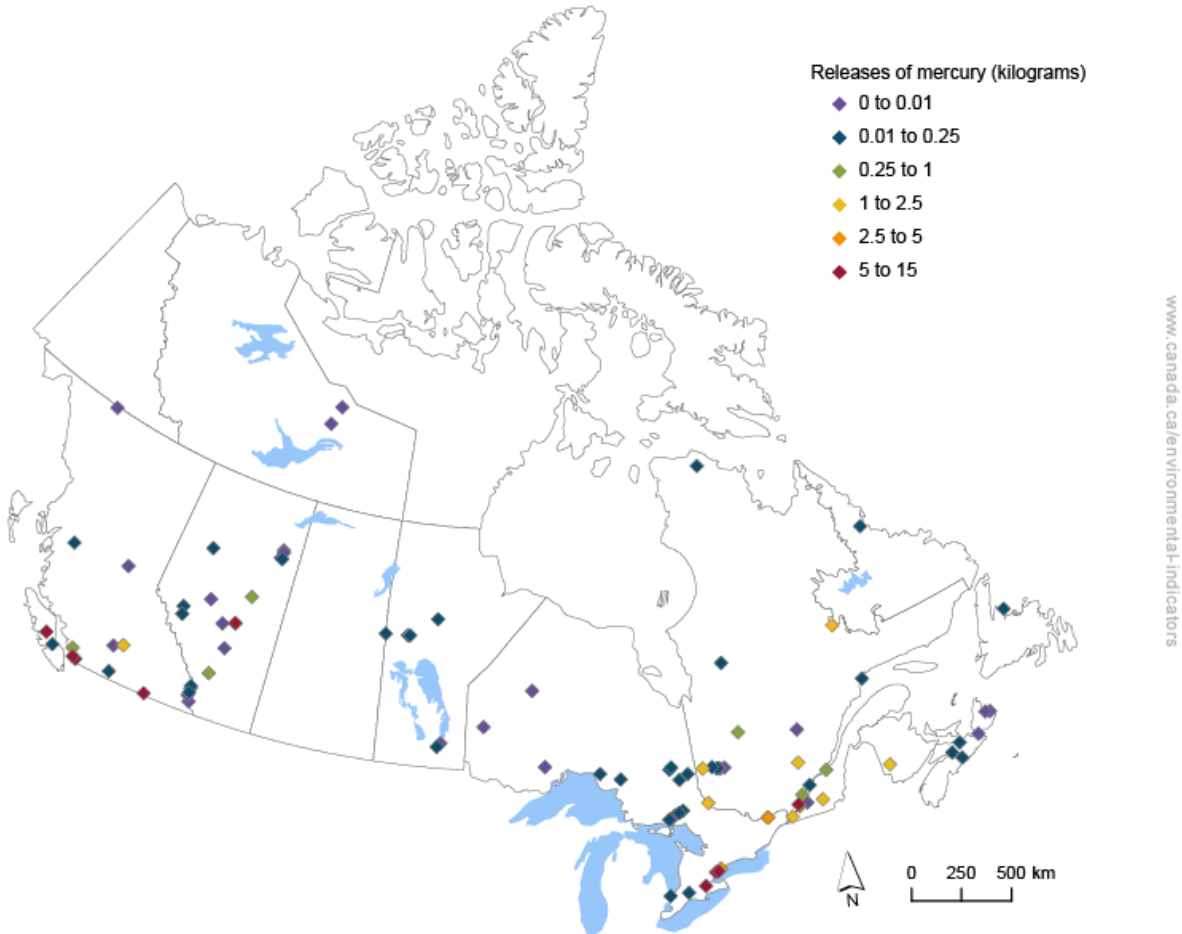 Releases of mercury (kilograms)
0 to 0.01
0.01 to 0.25
0.25 to 1
1 to 2.5
2.5 to 5
5 to 15
www.canada.ca/environmental-indicators
N
0 250 500 km